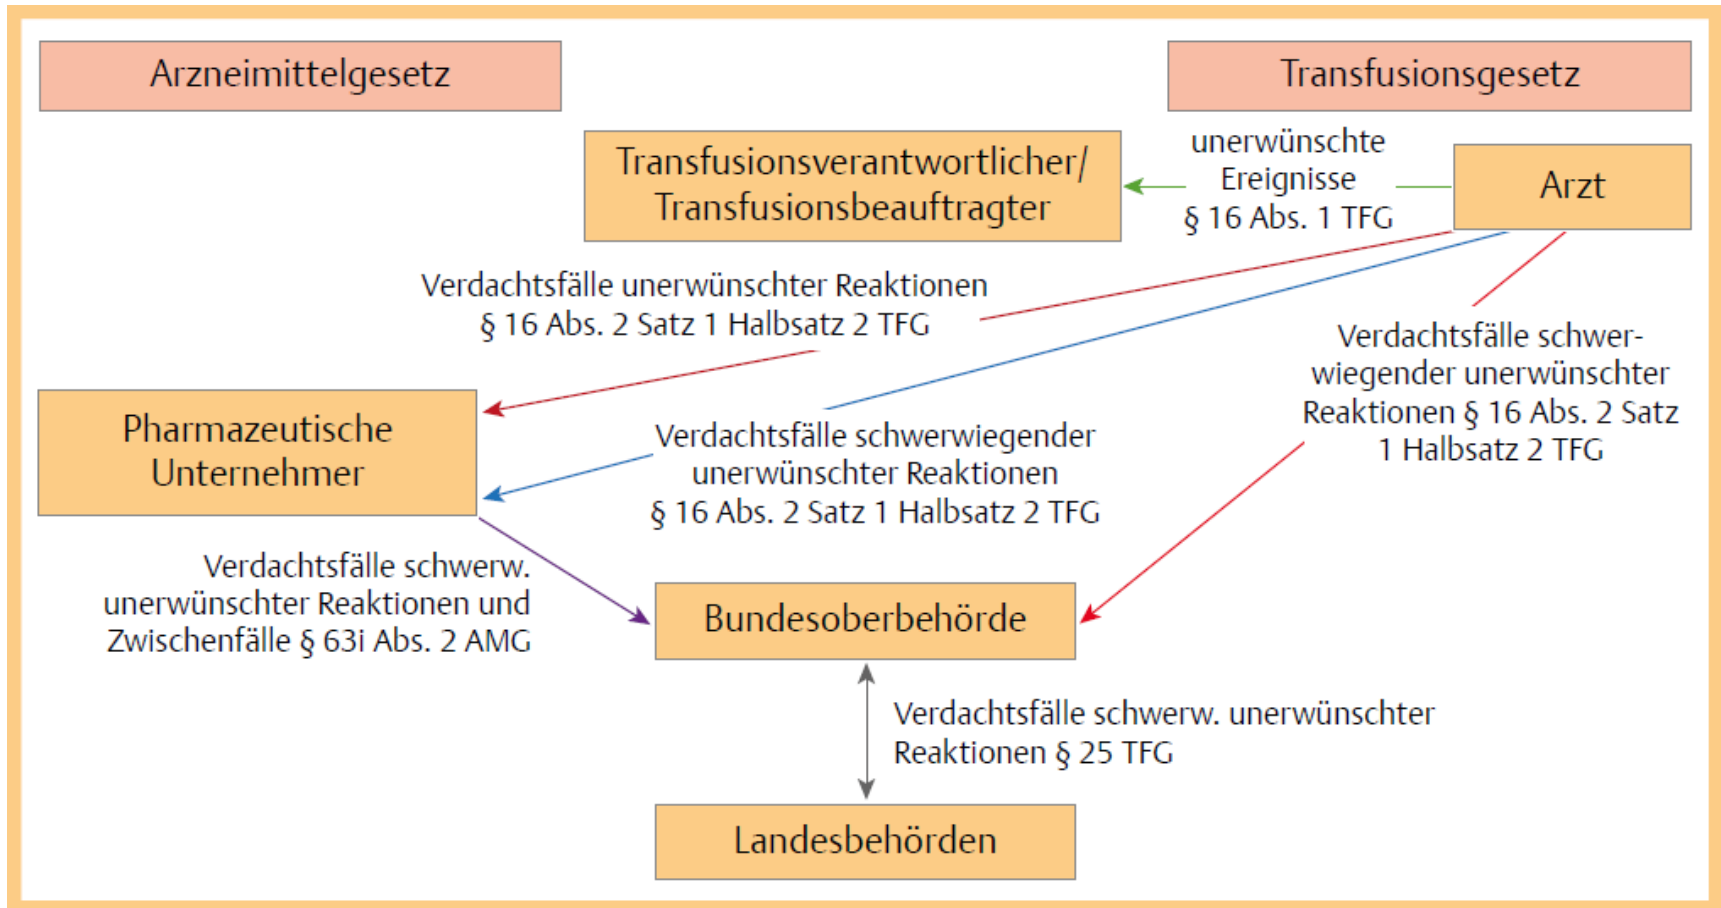 Arzneimittelgesetz
Transfusionsgesetz
Transfusionsverantwortlicher/
Transfusionsbeauftragter
unerwünschte
Ereignisse
§ 16 Abs. 1 TFG
Arzt
Verdachtsfälle unerwünschter Reaktionen
§ 16 Abs. 2 Satz 1 Halbsatz 2 TFG
Verdachtsfälle schwer-
wiegender unerwünschter
Reaktionen § 16 Abs. 2 Satz
1 Halbsatz 2 TFG
Pharmazeutische
Unternehmer
Verdachtsfälle schwerwiegender
unerwünschter Reaktionen
§ 16 Abs. 2 Satz 1 Halbsatz 2 TFG
Verdachtsfälle schwerw.
unerwünschter Reaktionen und
Zwischenfälle § 63i Abs. 2 AMG
Bundesoberbehörde
Verdachtsfälle schwerw. unerwünschter
Reaktionen § 25 TFG
Landesbehörden